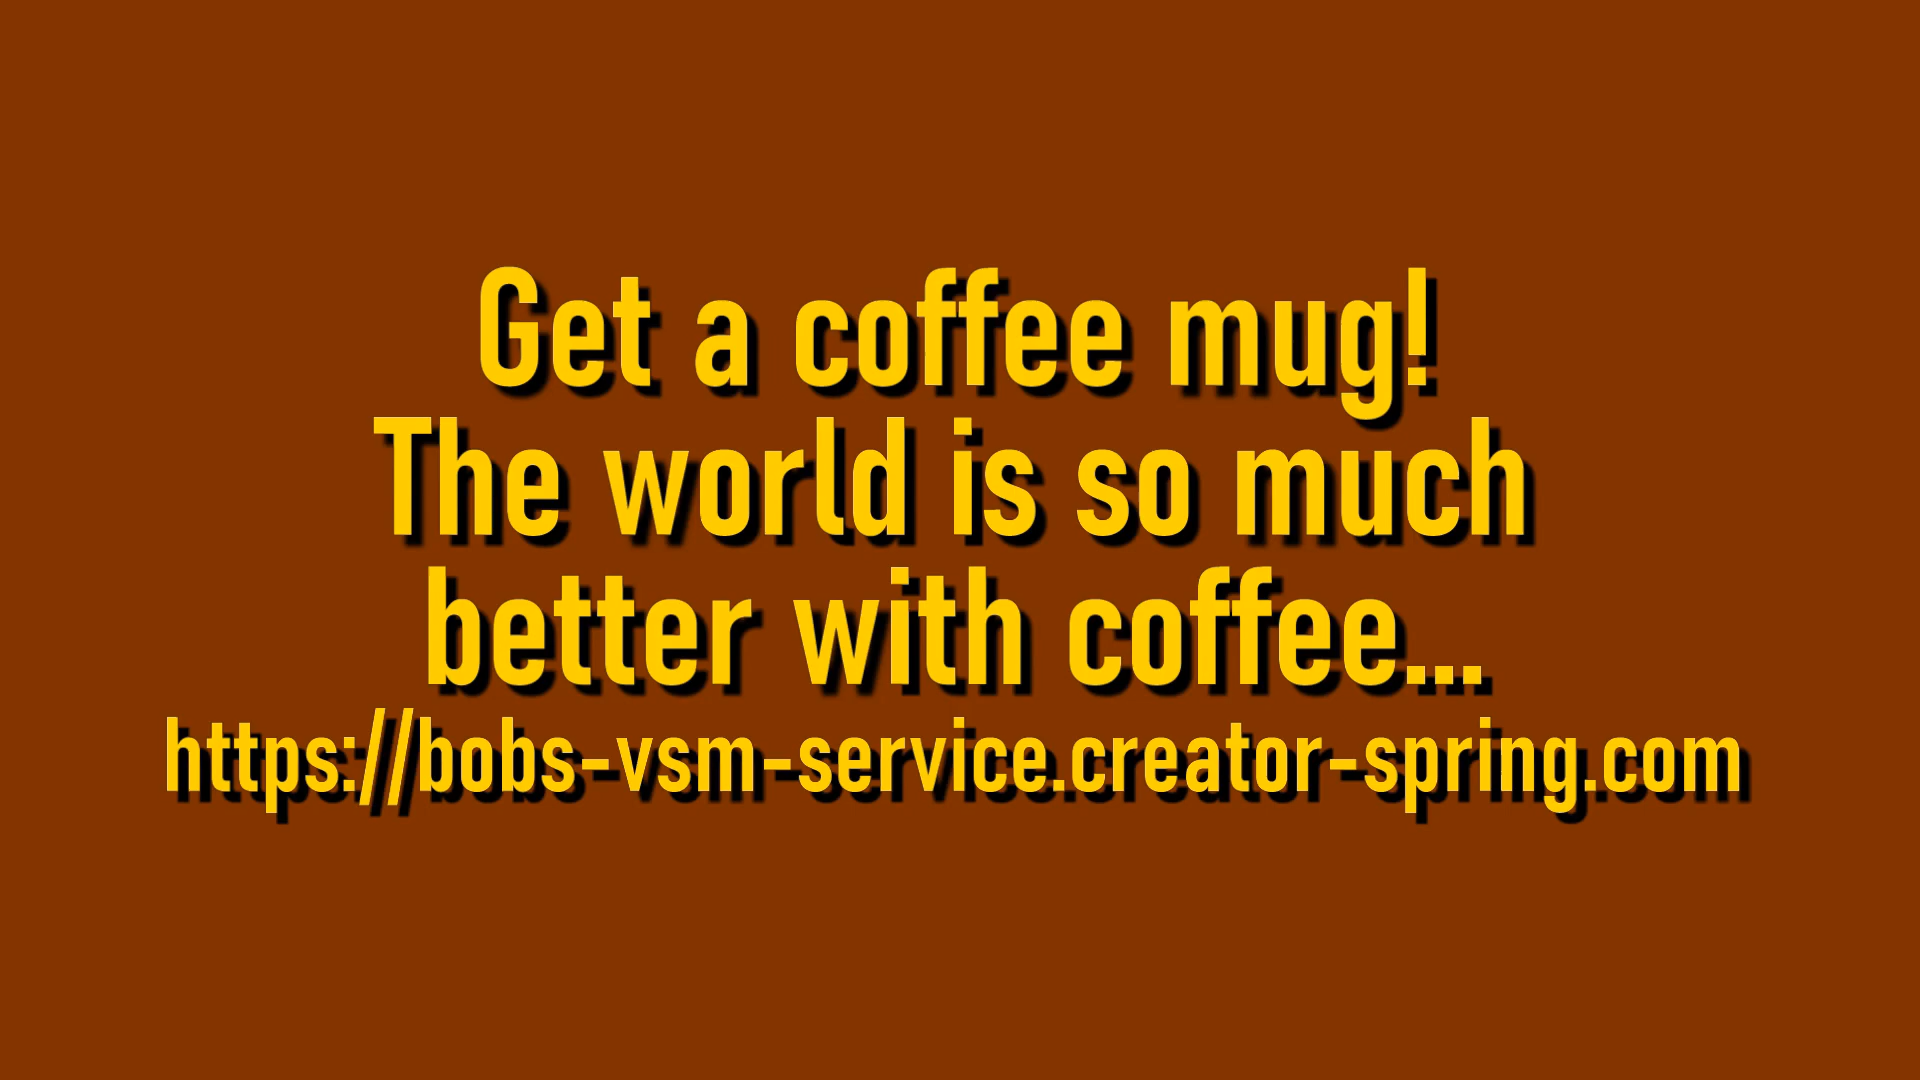 Get a coffee mug!
The world is so much
better with coffee...
https://bobs-vsm-service.creator-spring.com